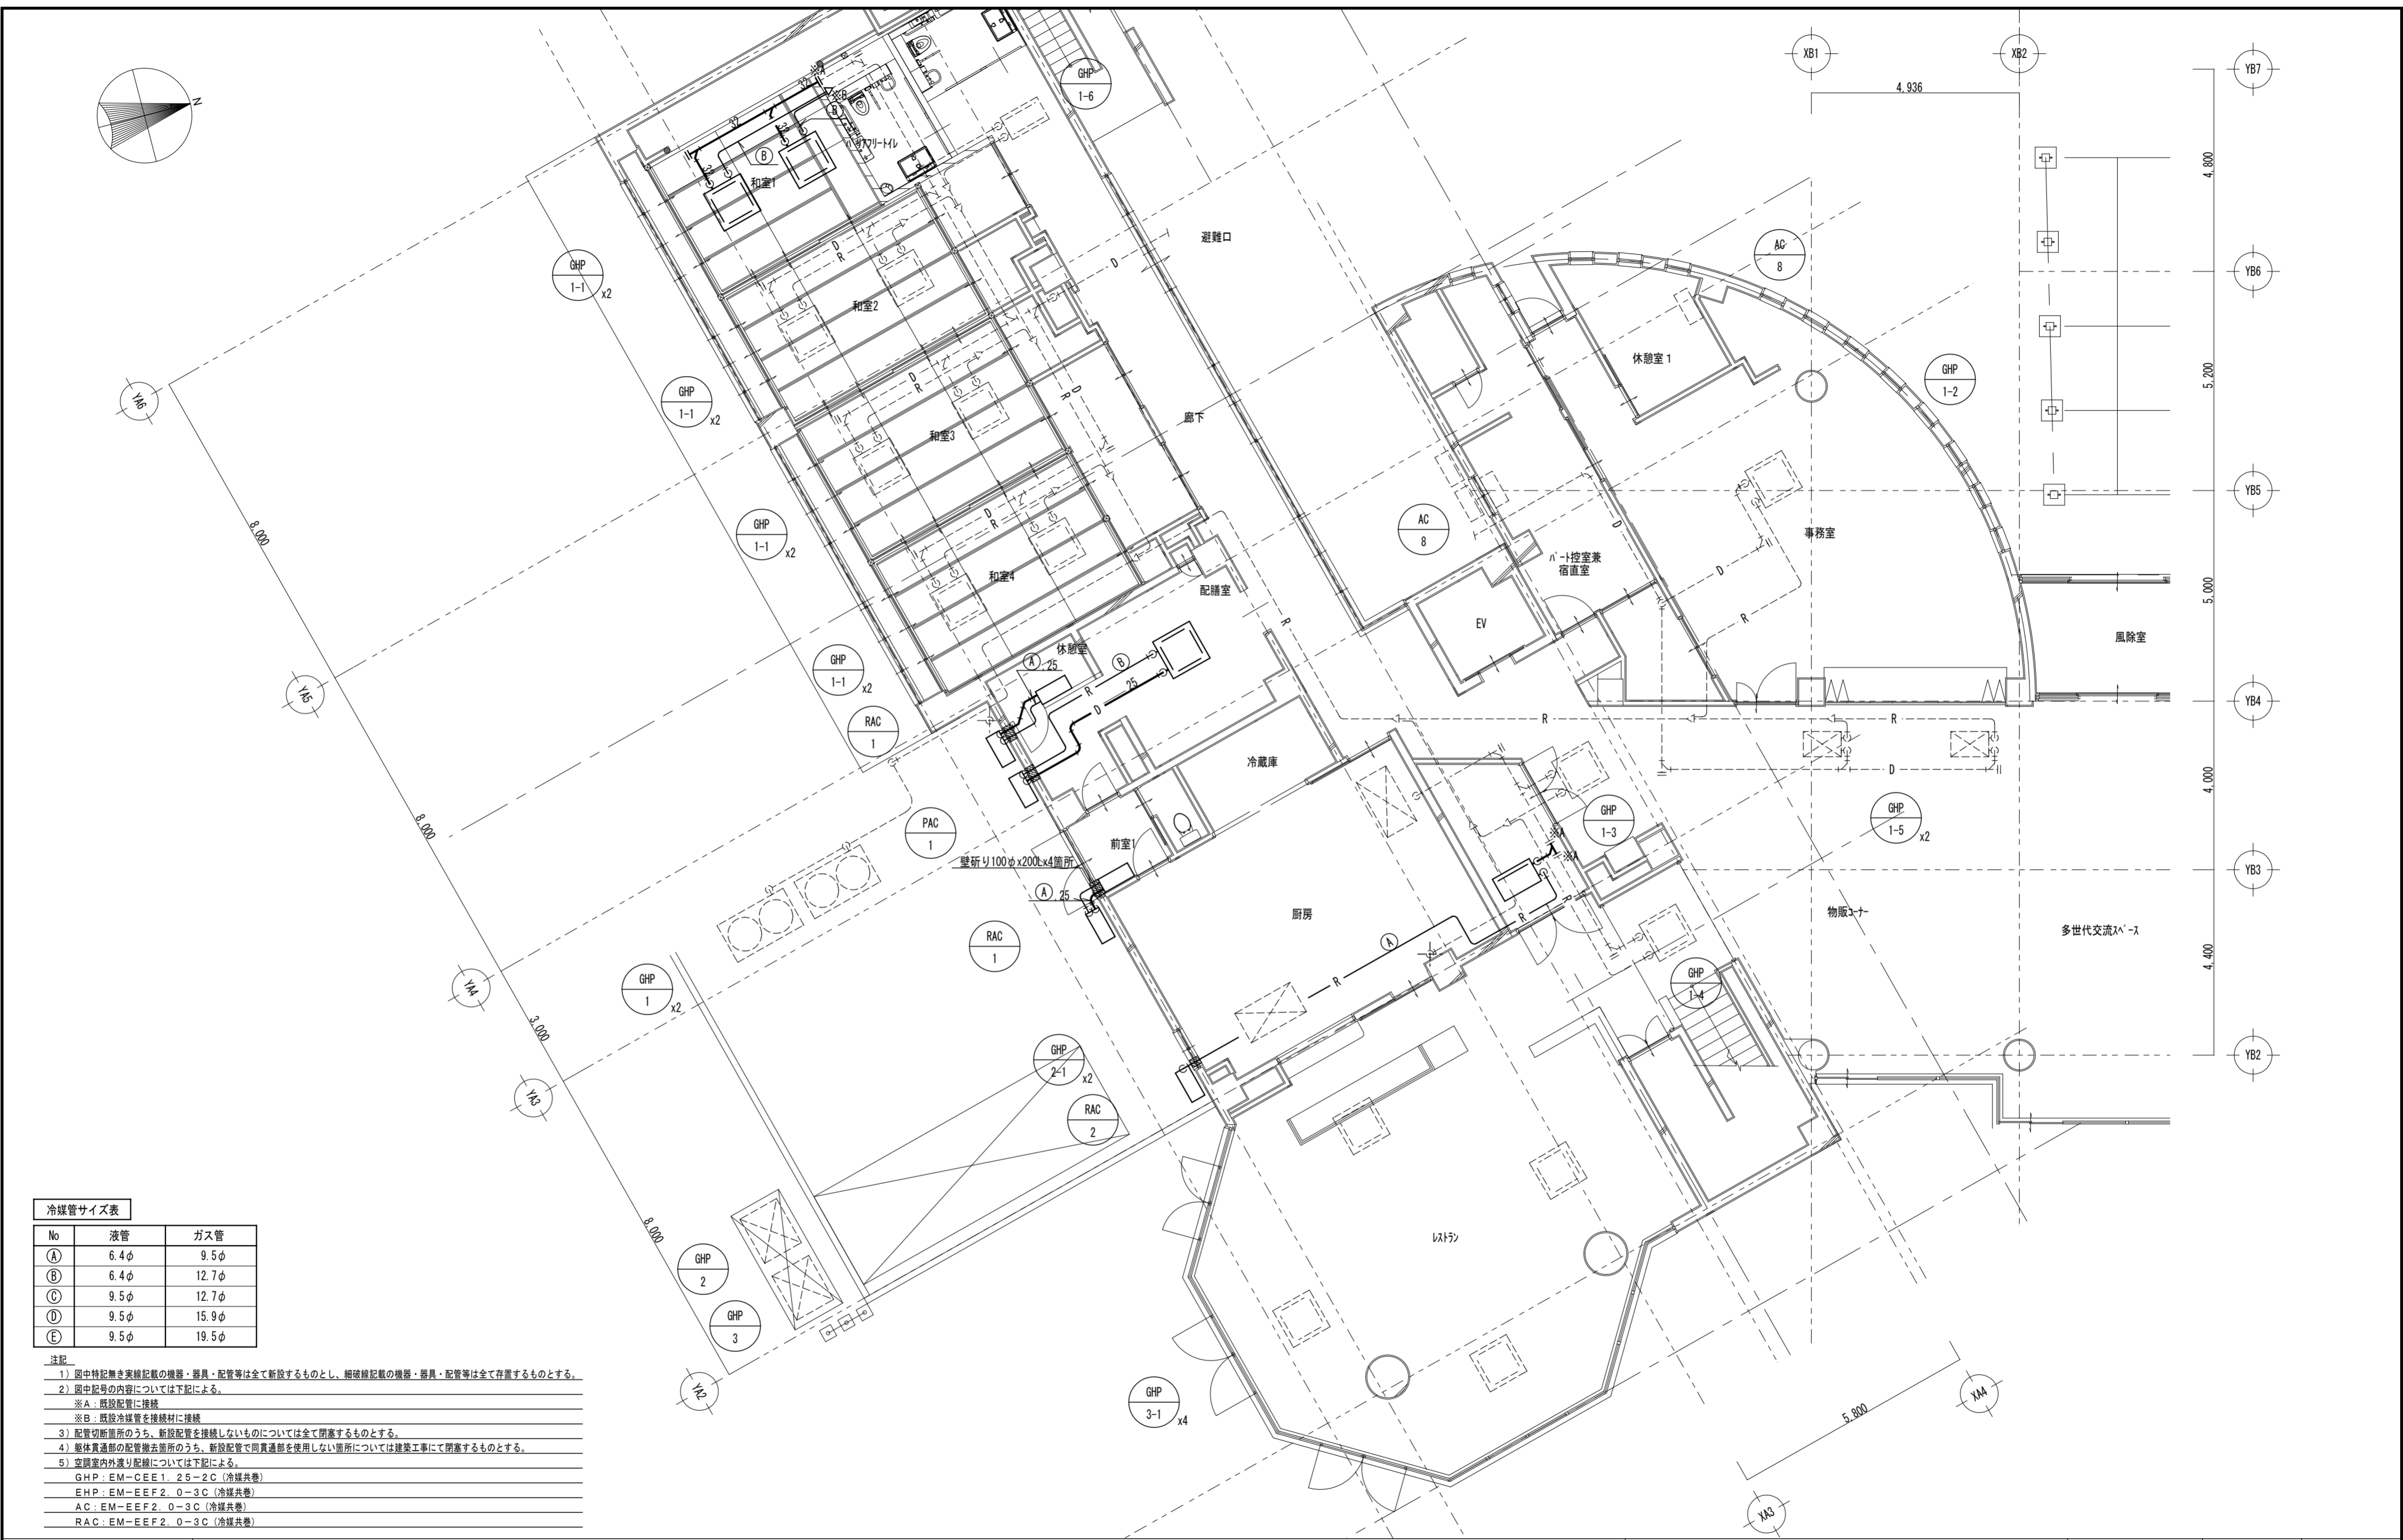 N
XB1
XB2
4.936
YB7
4.800
YB6
5.200
YB5
5.000
YB4
4.000
YB3
4.400
YB2
YA6
8.000
YA5
8.000
YA4
3.000
YA3
8.000
YA2
XA4
5.800
XA3
GHP
1-6
※A
32
※B
B
32
32
B
32
バリアフリートイレ
和室1
GHP
1-1
x2
避難口
AC
8
D
R
D
和室2
休憩室1
GHP
1-2
GHP
1-1
x2
D
R
D
R
和室3
廊下
GHP
1-1
x2
D
R
AC
8
D
事務室
パート控室兼
宿直室
D
和室4
配膳室
R
EV
R
風除室
GHP
1-1
x2
休憩室
A
25
B
R
25
D
RAC
1
R
R
D
冷蔵庫
PAC
1
前室1
GHP
1-3
GHP
1-5
x2
※A
※A
壁斫り100φx200Lx4箇所
A
25
厨房
R
R
物販コーナー
多世代交流スペース
RAC
1
A
R
GHP
1
x2
GHP
1-4
GHP
2-1
x2
RAC
2
レストラン
GHP
2
GHP
3
GHP
3-1
x4
冷媒管サイズ表
No 液管 ガス管
Ⓐ 6.4φ 9.5φ
Ⓑ 6.4φ 12.7φ
Ⓒ 9.5φ 12.7φ
Ⓓ 9.5φ 15.9φ
Ⓔ 9.5φ 19.5φ
注記
1）図中特記無き実線記載の機器・器具・配管等は全て新設するものとし、細破線記載の機器・器具・配管等は全て存置するものとする。
2）図中記号の内容については下記による。
※A：既設配管に接続
※B：既設冷媒管を接続材に接続
3）配管切断箇所のうち、新設配管を接続しないものについては全て閉塞するものとする。
4）躯体貫通部の配管撤去箇所のうち、新設配管で同貫通部を使用しない箇所については建築工事にて閉塞するものとする。
5）空調室内外渡り配線については下記による。
GHP：EM－CEE1．25－2C（冷媒共巻）
EHP：EM－EEF2．0－3C（冷媒共巻）
AC：EM－EEF2．0－3C（冷媒共巻）
RAC：EM－EEF2．0－3C（冷媒共巻）